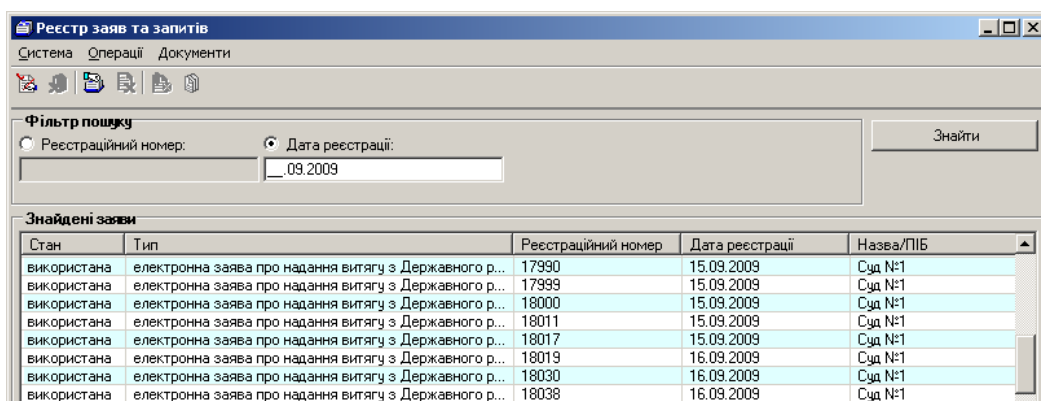 Реєстр заяв та запитів
Система Операції Документи
Фільтр пошуку
Реєстраційний номер: Дата реєстрації: Знайти
__.09.2009
Знайдені заяви
Стан Тип Реєстраційний номер Дата реєстрації Назва/ПІБ
використана електронна заява про надання витягу з Державного р... 17990 15.09.2009 Суд №1
використана електронна заява про надання витягу з Державного р... 17999 15.09.2009 Суд №1
використана електронна заява про надання витягу з Державного р... 18000 15.09.2009 Суд №1
використана електронна заява про надання витягу з Державного р... 18011 15.09.2009 Суд №1
використана електронна заява про надання витягу з Державного р... 18017 15.09.2009 Суд №1
використана електронна заява про надання витягу з Державного р... 18019 16.09.2009 Суд №1
використана електронна заява про надання витягу з Державного р... 18030 16.09.2009 Суд №1
використана електронна заява про надання витягу з Державного р... 18038 16.09.2009 Суд №1